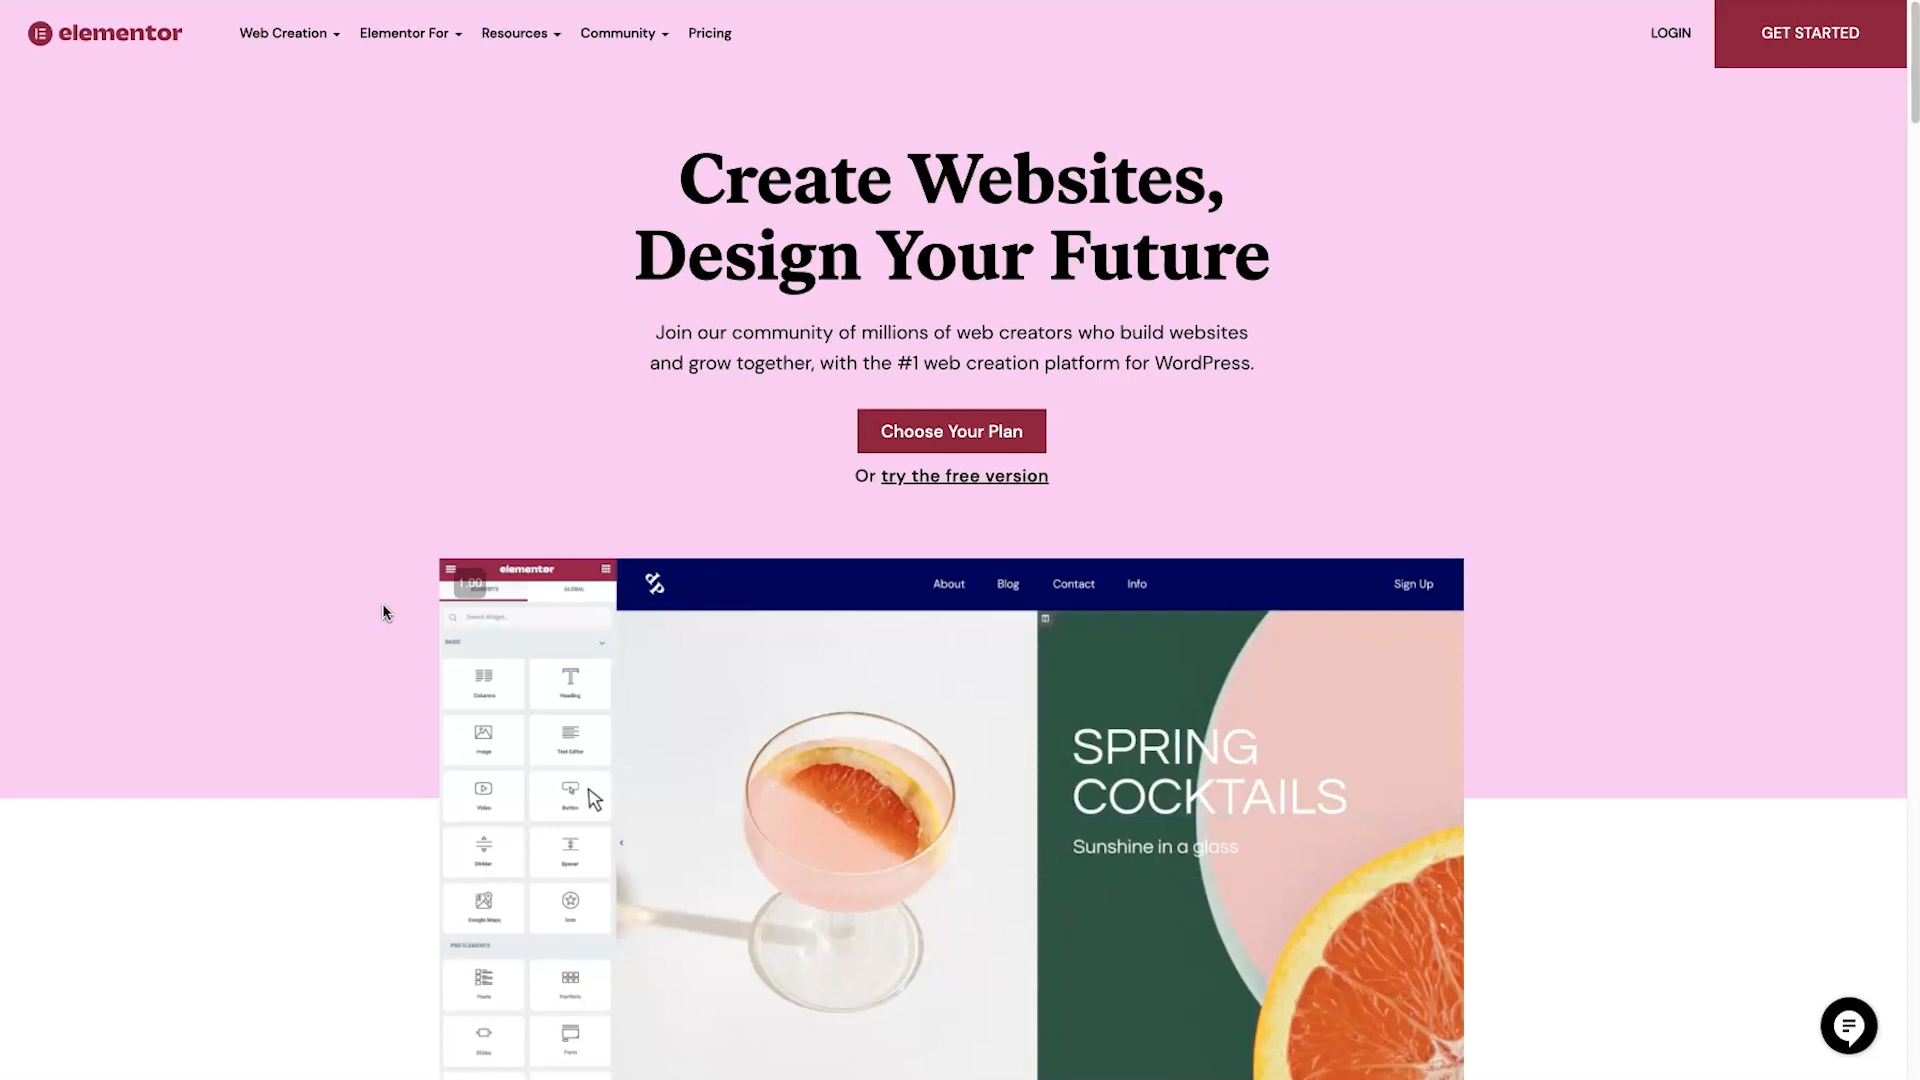 elementor
Web Creation
Elementor For
Resources
Community
Pricing
LOGIN
GET STARTED
Create Websites,
Design Your Future
Join our community of millions of web creators who build websites
and grow together, with the #1 web creation platform for WordPress.
Choose Your Plan
Or try the free version
elementor
1.00
GLOBAL
Search Widget...
BASIC
Columns
Heading
Image
Text Editor
Video
Button
Divider
Spacer
Google Maps
Icon
PRO ELEMENTS
Posts
Portfolio
Slides
Form
About
Blog
Contact
Info
Sign Up
SPRING
COCKTAILS
Sunshine in a glass